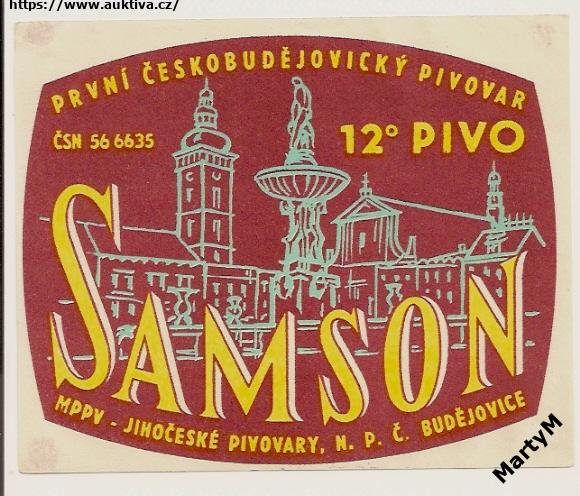 https://www.auktiva.cz/
PRVNÍ ČESKOBUDĚJOVICKÝ PIVOVAR
ČSN 56 6635
12° PIVO
SAMSON
MPPV - JIHOČESKÉ PIVOVARY, N. P. Č. BUDĚJOVICE
MartyM